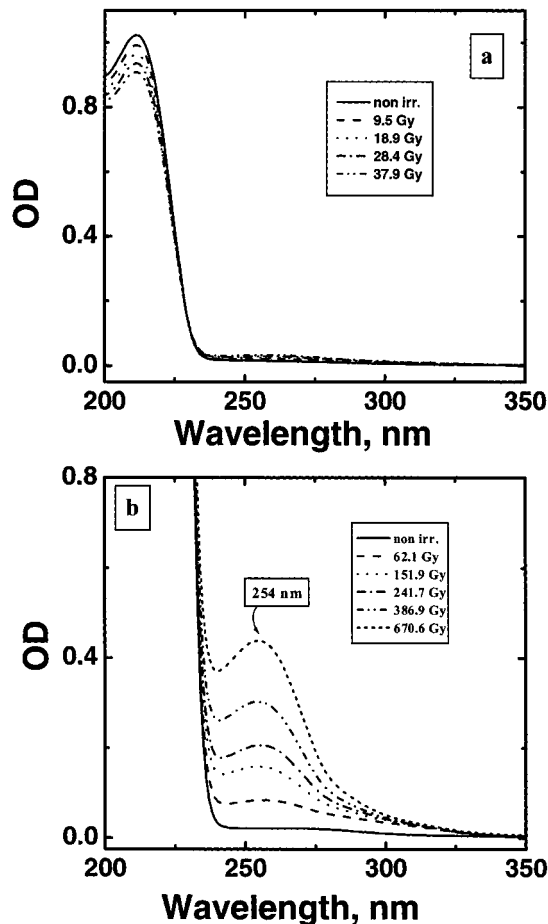 a
non irr.
9.5 Gy
18.9 Gy
28.4 Gy
37.9 Gy
0.8
0.4
0.0
OD
200 250 300 350
Wavelength, nm
b
non irr.
62.1 Gy
151.9 Gy
241.7 Gy
386.9 Gy
670.6 Gy
254 nm
0.8
0.4
0.0
OD
200 250 300 350
Wavelength, nm